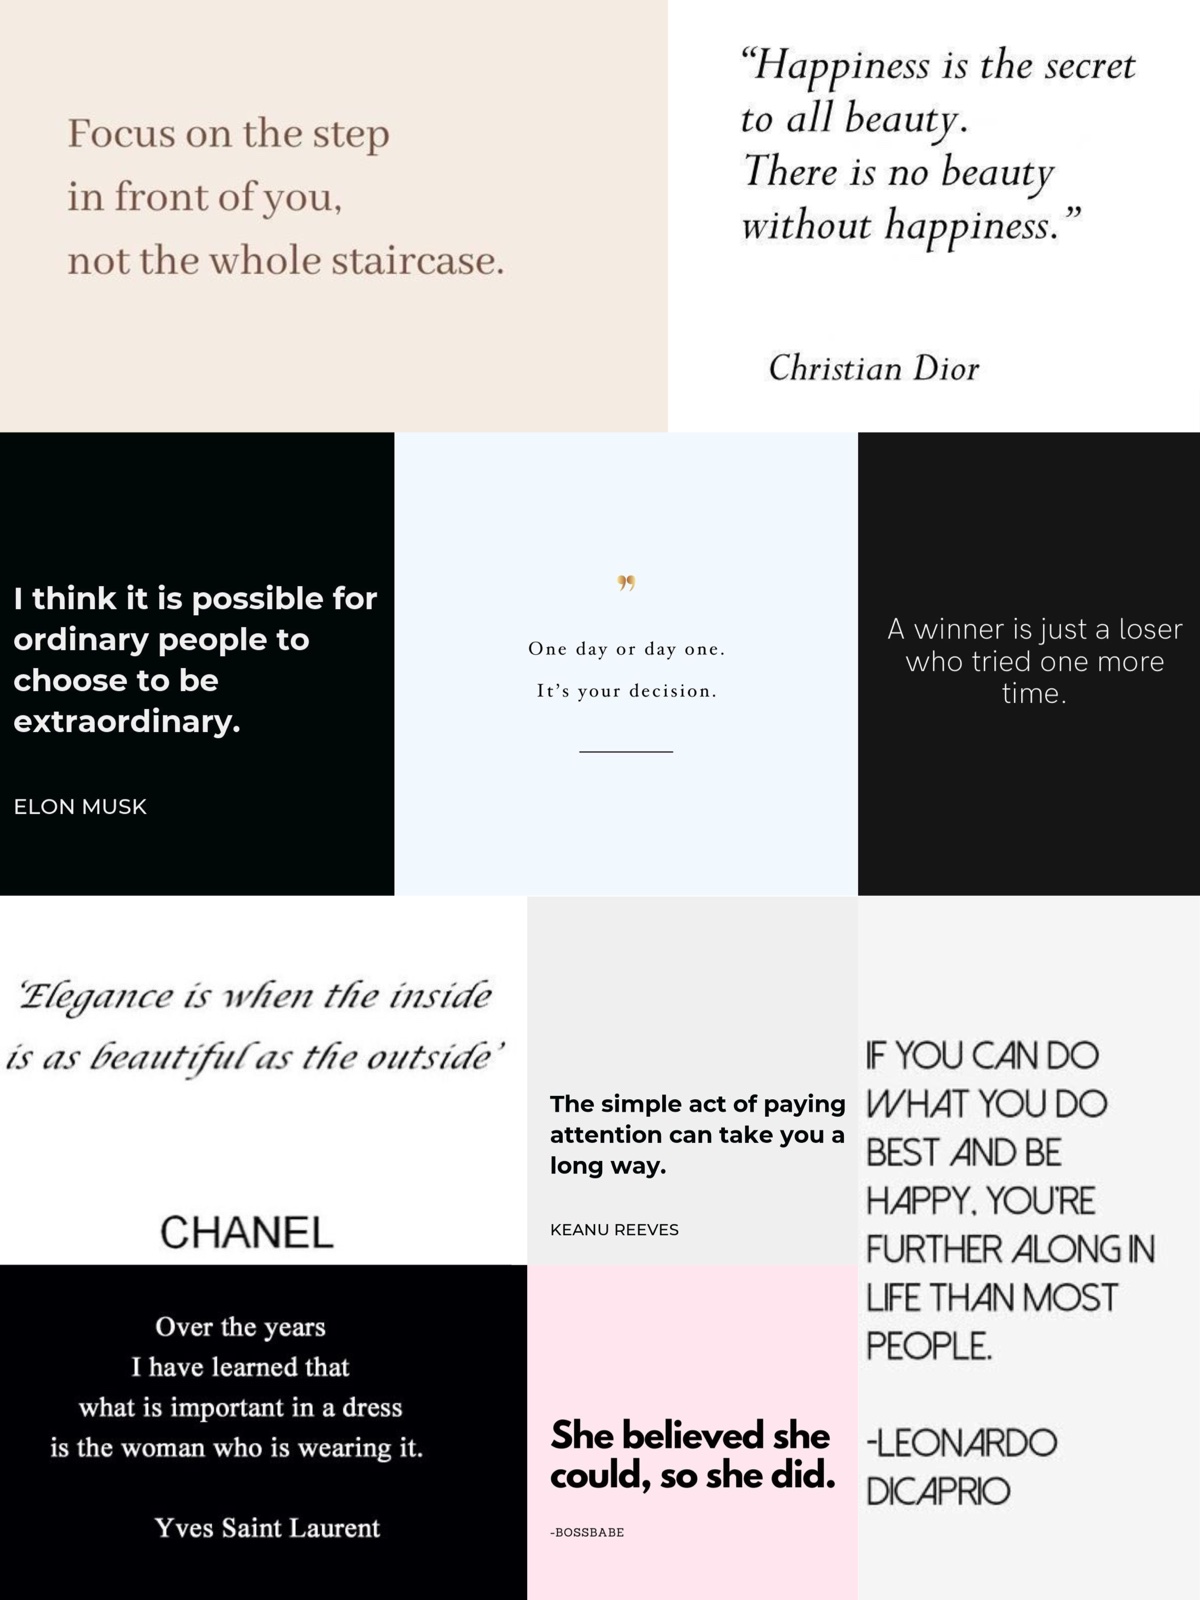 Focus on the step
in front of you,
not the whole staircase.
“Happiness is the secret
to all beauty.
There is no beauty
without happiness.”
Christian Dior
I think it is possible for
ordinary people to
choose to be
extraordinary.
ELON MUSK
”
One day or day one.
It’s your decision.
A winner is just a loser
who tried one more
time.
‘Elegance is when the inside
is as beautiful as the outside’
CHANEL
The simple act of paying
attention can take you a
long way.
KEANU REEVES
IF YOU CAN DO
WHAT YOU DO
BEST AND BE
HAPPY, YOU'RE
FURTHER ALONG IN
LIFE THAN MOST
PEOPLE.
-LEONARDO
DICAPRIO
Over the years
I have learned that
what is important in a dress
is the woman who is wearing it.
Yves Saint Laurent
She believed she
could, so she did.
-BOSSBABE